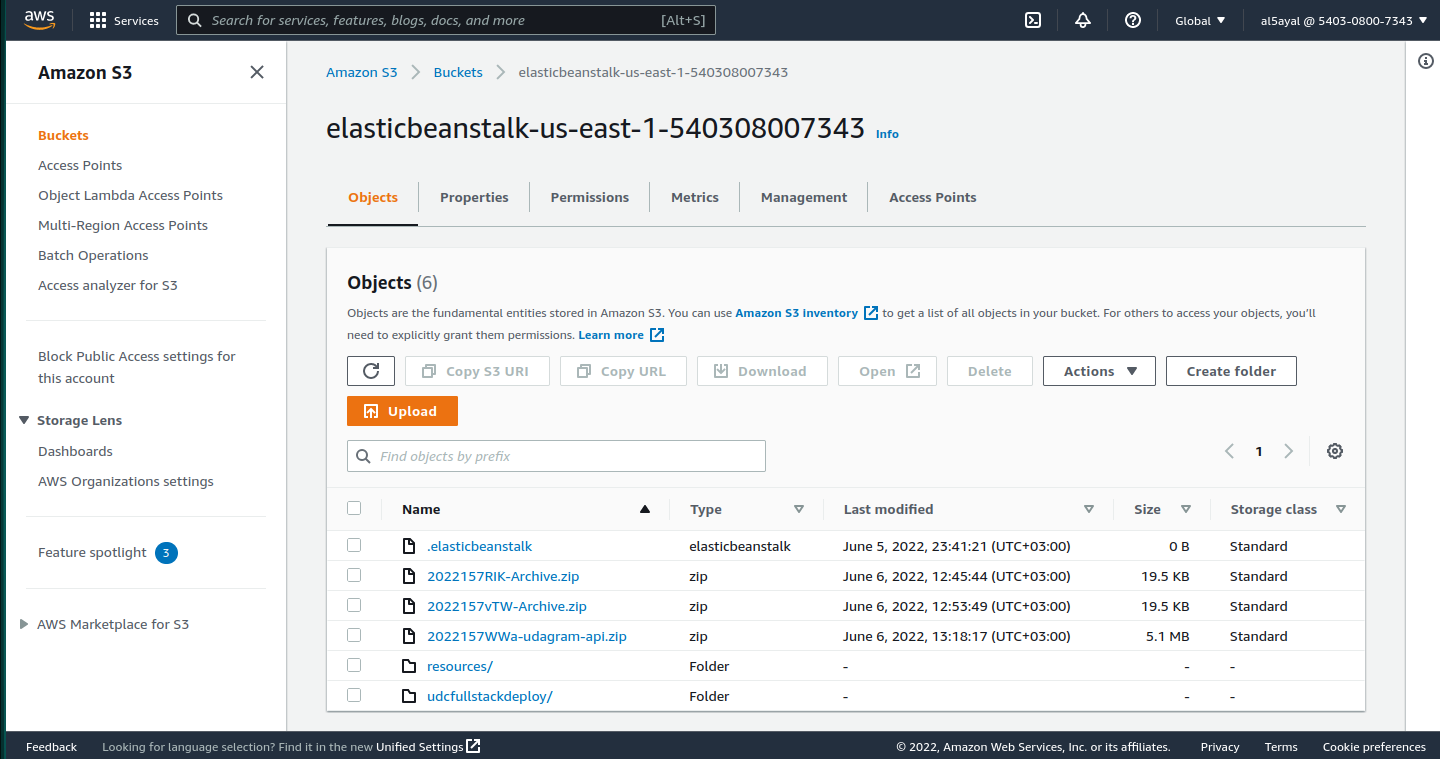 aws Services Search for services, features, blogs, docs, and more [Alt+S] Global al5ayal @ 5403-0800-7343
Amazon S3
Buckets
Access Points
Object Lambda Access Points
Multi-Region Access Points
Batch Operations
Access analyzer for S3
Block Public Access settings for
this account
Storage Lens
Dashboards
AWS Organizations settings
Feature spotlight 3
AWS Marketplace for S3
Amazon S3 Buckets elasticbeanstalk-us-east-1-540308007343
elasticbeanstalk-us-east-1-540308007343 Info
Objects Properties Permissions Metrics Management Access Points
Objects (6)
Objects are the fundamental entities stored in Amazon S3. You can use Amazon S3 inventory to get a list of all objects in your bucket. For others to access your objects, you'll
need to explicitly grant them permissions. Learn more
Copy S3 URI Copy URL Download Open Delete Actions Create folder
Upload
Find objects by prefix 1
Name Type Last modified Size Storage class
.elasticbeanstalk elasticbeanstalk June 5, 2022, 23:41:21 (UTC+03:00) 0 B Standard
2022157RIK-Archive.zip zip June 6, 2022, 12:45:44 (UTC+03:00) 19.5 KB Standard
2022157vTW-Archive.zip zip June 6, 2022, 12:53:49 (UTC+03:00) 19.5 KB Standard
2022157WWa-udagram-api.zip zip June 6, 2022, 13:18:17 (UTC+03:00) 5.1 MB Standard
resources/ Folder - - -
udcfullstackdeploy/ Folder - - -
Feedback Looking for language selection? Find it in the new Unified Settings © 2022, Amazon Web Services, Inc. or its affiliates. Privacy Terms Cookie preferences